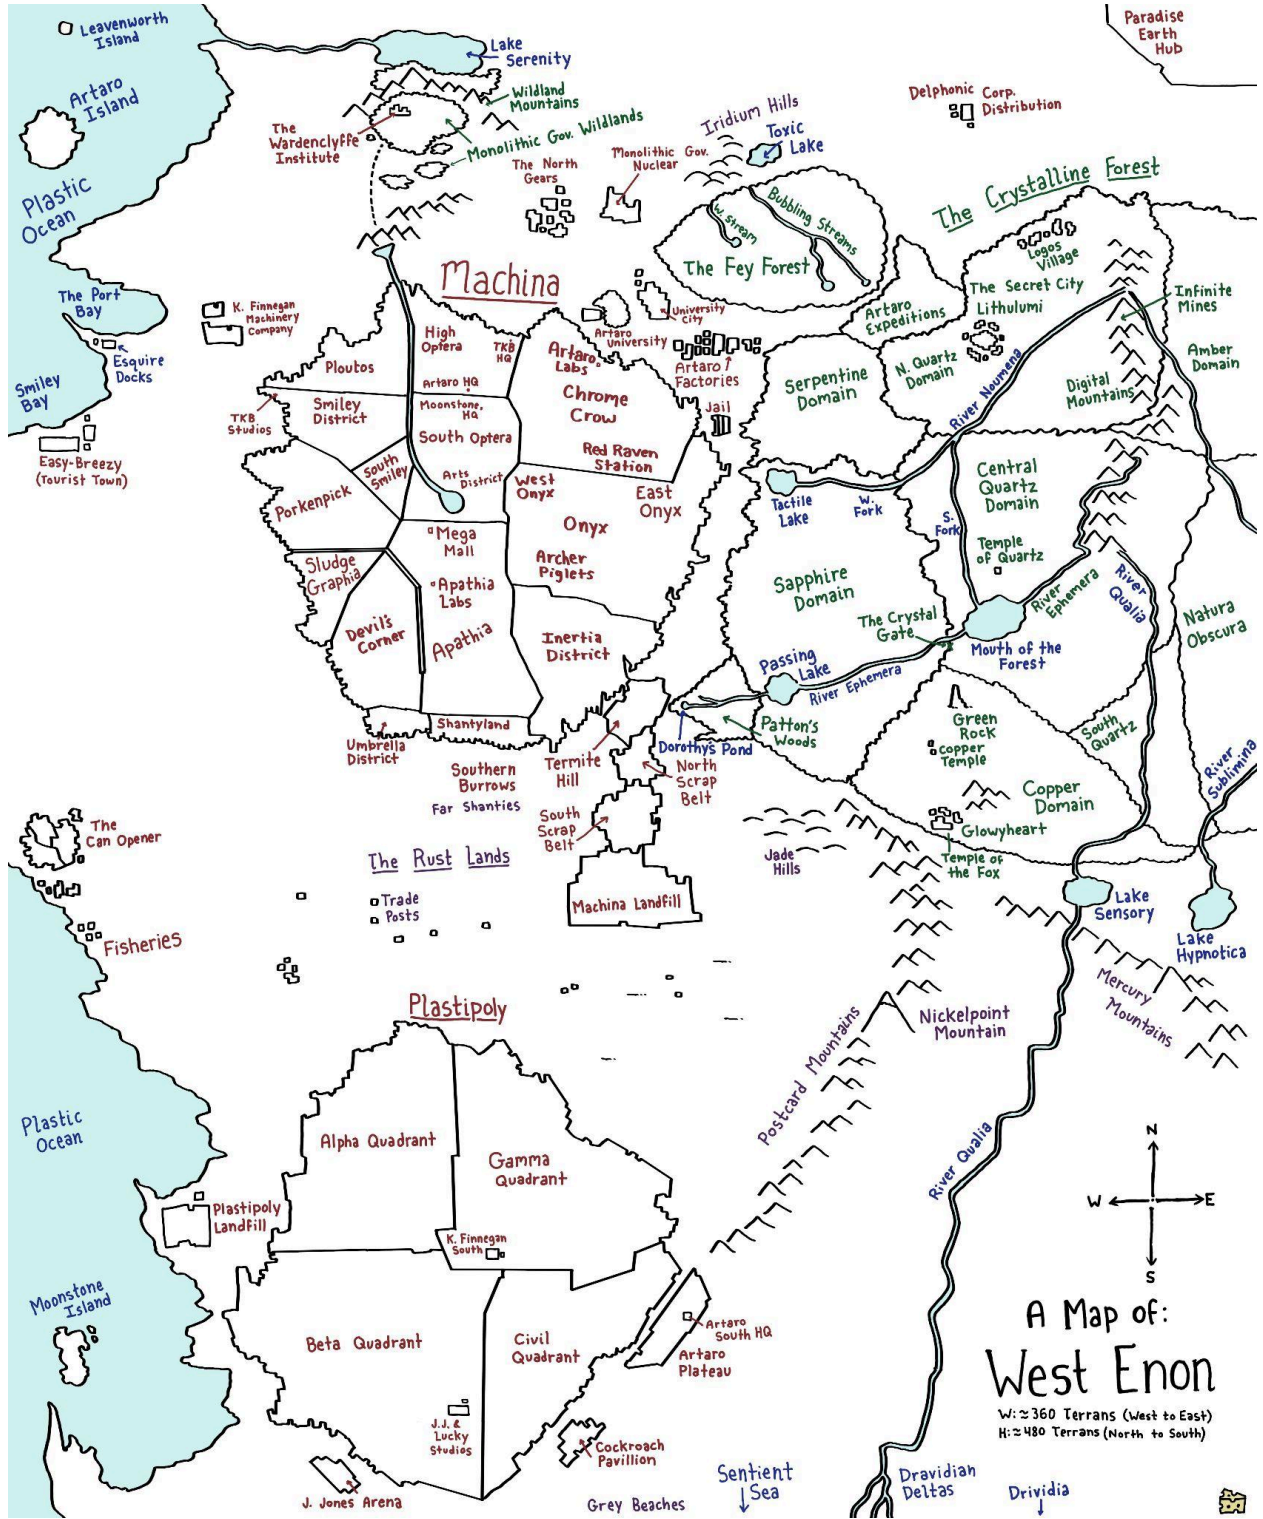 Leavenworth
Island
Artaro
Island
Plastic
Ocean
Lake
Serenity
Wildland
Mountains
The
Wardenclyffe
Institute
Monolithic Gov. Wildlands
The North
Gears
Monolithic Gov.
Nuclear
Iridium Hills
Toxic
Lake
Delphonic Corp.
Distribution
Paradise
Earth
Hub
The Crystalline Forest
Bubbling Streams
W. Stream
The Fey Forest
Logos
Village
The Secret City
Lithulumi
Infinite
Mines
Artaro
Expeditions
Amber
Domain
The Port
Bay
Esquire
Docks
Smiley
Bay
Easy-Breezy
(Tourist Town)
K. Finnegan
Machinery
Company
Machina
University
City
Artaro
University
Artaro
Factories
Jail
Ploutos
High
Optera
TKB
HQ
Artaro
Labs
Chrome
Crow
Red Raven
Station
TKB
Studios
Smiley
District
Artaro HQ
Moonstone
HQ
South Optera
South
Smiley
Arts
District
Porkenpick
West
Onyx
East
Onyx
Onyx
Archer
Piglets
Mega
Mall
Sludge
Graphia
Apathia
Labs
Devil's
Corner
Apathia
Inertia
District
Shantyland
Umbrella
District
Southern
Burrows
Far Shanties
Termite
Hill
Dorothy's Pond
North
Scrap
Belt
South
Scrap
Belt
Machina Landfill
Serpentine
Domain
N. Quartz
Domain
River Noumena
Digital
Mountains
Tactile
Lake
W.
Fork
S.
Fork
Central
Quartz
Domain
Temple
of Quartz
Sapphire
Domain
The Crystal
Gate
River
Ephemera
River
Qualia
Natura
Obscura
Mouth of the
Forest
Passing
Lake
River Ephemera
Patton's
Woods
Green
Rock
Copper
Temple
South
Quartz
River
Sublimina
Copper
Domain
Glowyheart
Temple of
the Fox
Jade
Hills
Lake
Sensory
Lake
Hypnotica
Mercury
Mountains
The
Can Opener
The Rust Lands
Trade
Posts
Fisheries
Plastipoly
Nickelpoint
Mountain
Postcard Mountains
Plastic
Ocean
Alpha Quadrant
Gamma
Quadrant
Plastipoly
Landfill
K. Finnegan
South
River Qualia
N
W
E
S
Moonstone
Island
Beta Quadrant
Civil
Quadrant
Artaro
South HQ
Artaro
Plateau
J.J. &
Lucky
Studios
Cockroach
Pavillion
J. Jones Arena
Grey Beaches
Sentient
Sea
Dravidian
Deltas
Drividia
A Map of:
West Enon
W: ≈360 Terrans (West to East)
H: ≈480 Terrans (North to South)